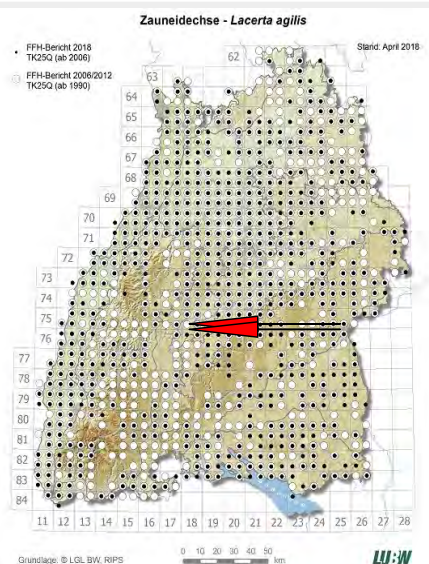 Zauneidechse - Lacerta agilis
FFH-Bericht 2018
TK25Q (ab 2006)
FFH-Bericht 2006/2012
TK25Q (ab 1990)
Stand: April 2018
62
63
64
65
66
67
68
69
70
71
72
73
74
75
76
77
78
79
80
81
82
83
84
11 12 13 14 15 16 17 18 19 20 21 22 23 24 25 26 27 28
Grundlage: © LGL BW, RIPS
0 10 20 30 40 50 km
LU:W